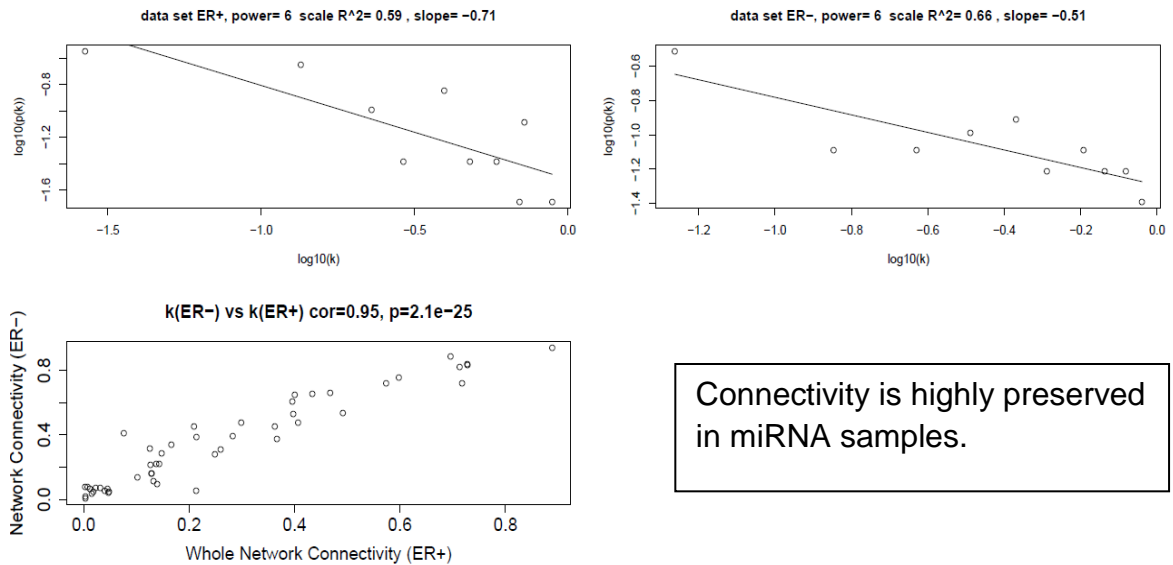 data set ER+, power= 6 scale R^2= 0.59 , slope= −0.71
log10(p(k))
−0.8
−1.2
−1.6
−1.5
−1.0
−0.5
0.0
log10(k)
data set ER−, power= 6 scale R^2= 0.66 , slope= −0.51
log10(p(k))
−0.6
−0.8
−1.0
−1.2
−1.4
−1.2
−1.0
−0.8
−0.6
−0.4
−0.2
0.0
log10(k)
k(ER−) vs k(ER+) cor=0.95, p=2.1e−25
Network Connectivity (ER−)
0.8
0.4
0.0
0.0
0.2
0.4
0.6
0.8
Whole Network Connectivity (ER+)
Connectivity is highly preserved
in miRNA samples.